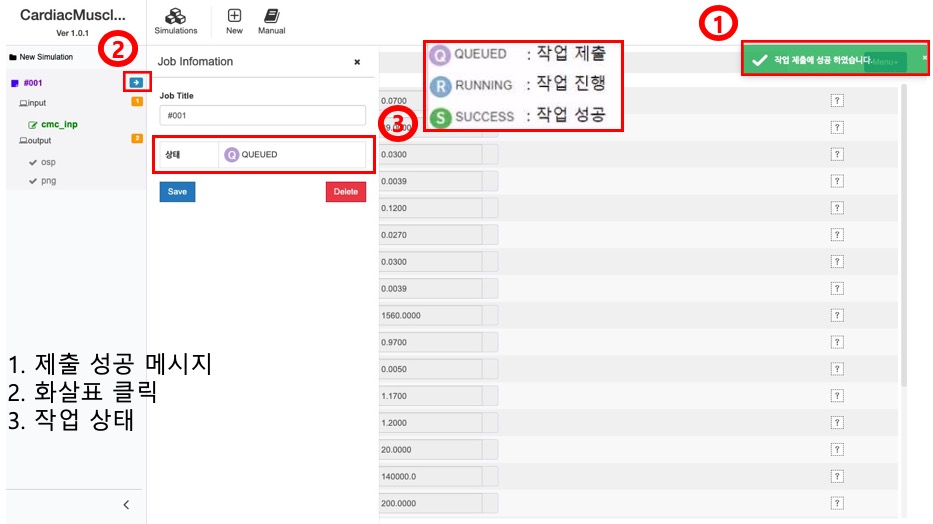 CardiacMuscl...
Ver 1.0.1
Simulations
New
Manual
1
작업 제출에 성공 하였습니다.
Menu
×
2
New Simulation
#001
input
1
cmc_inp
output
2
osp
png
Job Infomation
×
Job Title
#001
상태
Q QUEUED
Save
Delete
3
Q QUEUED : 작업 제출
R RUNNING : 작업 진행
S SUCCESS : 작업 성공
0.0700 ?
?
0.0300 ?
0.0039 ?
0.1200 ?
0.0270 ?
0.0300 ?
0.0039 ?
1560.0000 ?
0.9700 ?
0.0050 ?
1.1700 ?
1.2000 ?
20.0000 ?
140000.0 ?
200.0000 ?
1. 제출 성공 메시지
2. 화살표 클릭
3. 작업 상태